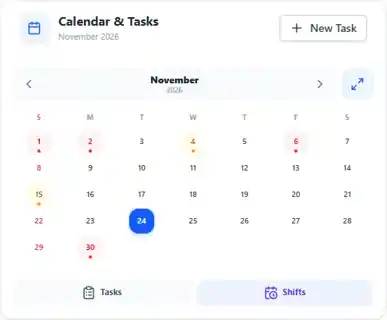 Calendar & Tasks
November 2026
New Task
November
2026
S M T W T F S
1 2 3 4 5 6 7
8 9 10 11 12 13 14
15 16 17 18 19 20 21
22 23 24 25 26 27 28
29 30
Tasks
Shifts